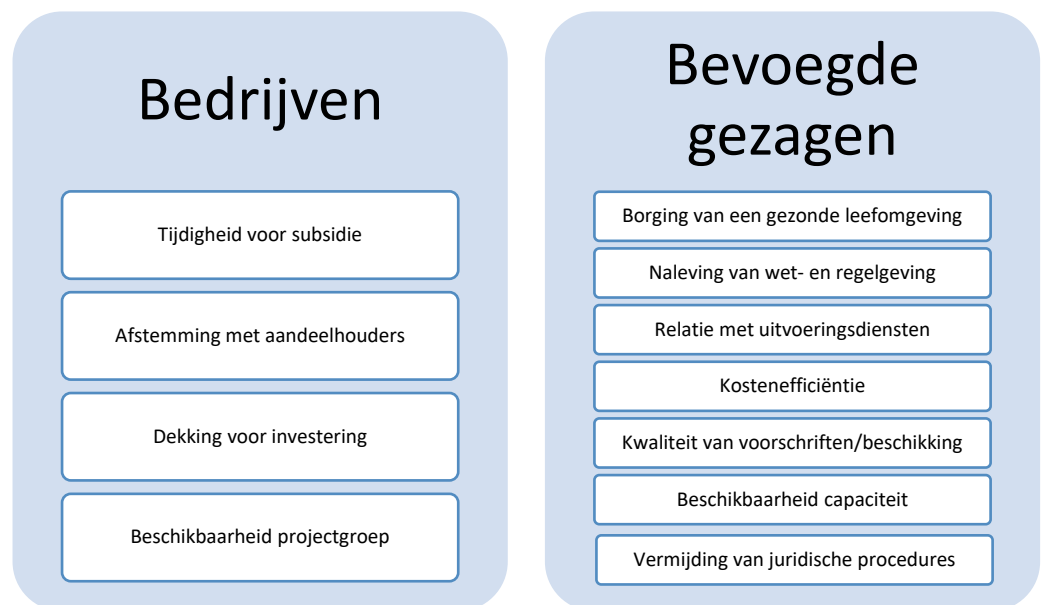 Bedrijven
Tijdigheid voor subsidie
Afstemming met aandeelhouders
Dekking voor investering
Beschikbaarheid projectgroep
Bevoegde
gezagen
Borging van een gezonde leefomgeving
Naleving van wet- en regelgeving
Relatie met uitvoeringsdiensten
Kostenefficiëntie
Kwaliteit van voorschriften/beschikking
Beschikbaarheid capaciteit
Vermijding van juridische procedures